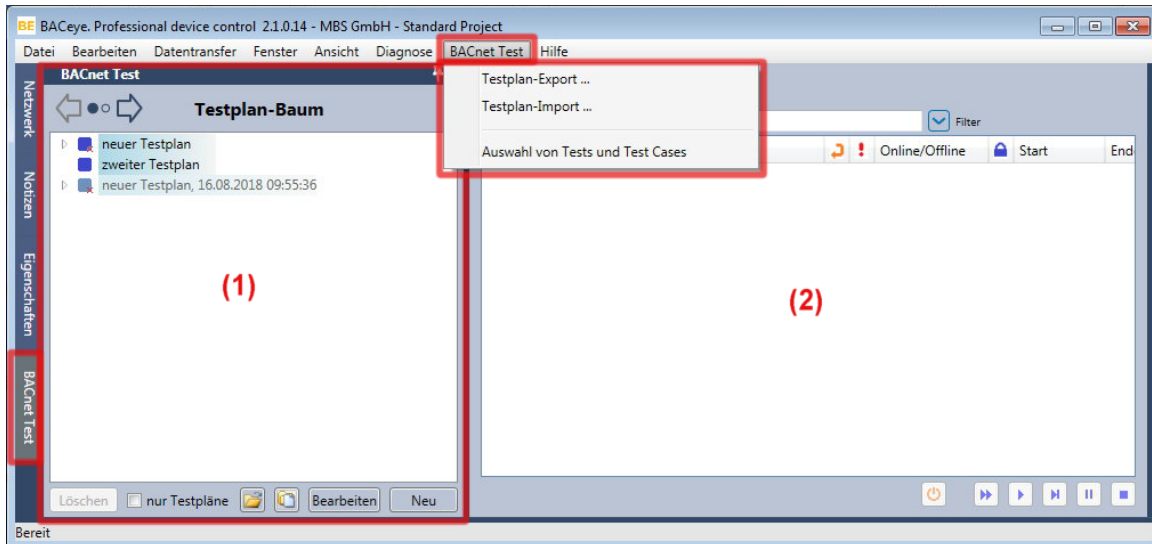 BE BACeye. Professional device control 2.1.0.14 - MBS GmbH - Standard Project
Datei Bearbeiten Datentransfer Fenster Ansicht Diagnose BACnet Test Hilfe
BACnet Test
Testplan-Export ...
Testplan-Import ...
Auswahl von Tests und Test Cases
Netzwerk
Notizen
Eigenschaften
BACnet Test
Testplan-Baum
neuer Testplan
zweiter Testplan
neuer Testplan, 16.08.2018 09:55:36
(1)
Filter
Online/Offline Start End
(2)
Löschen nur Testpläne Bearbeiten Neu
Bereit